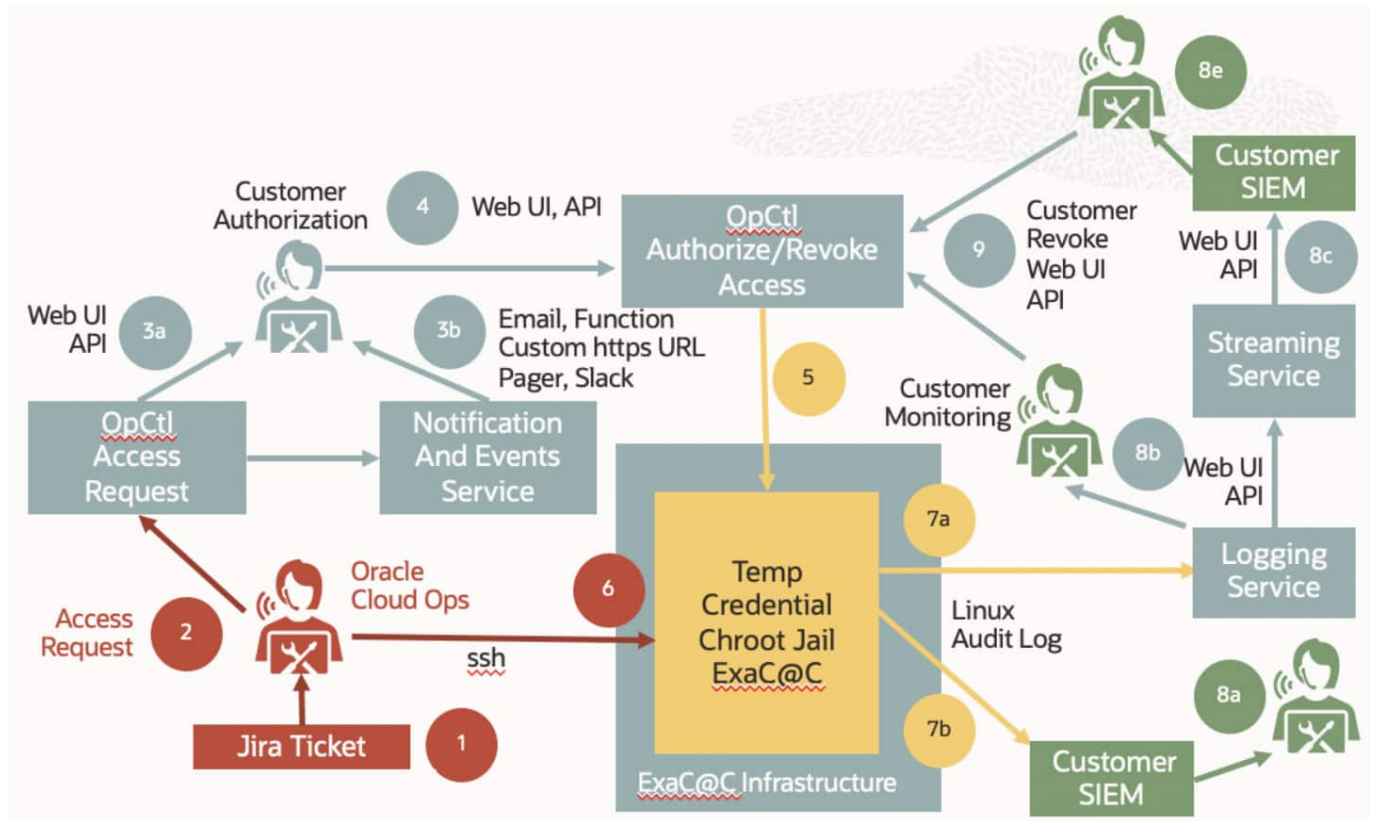 8e
Customer
SIEM
Customer
Authorization
4
Web UI, API
OpCtl
Authorize/Revoke
Access
9
Customer
Revoke
Web UI
API
Web UI
API
8c
Web UI
API
3a
3b
Email, Function
Custom https URL
Pager, Slack
5
Streaming
Service
Customer
Monitoring
8b
Web UI
API
OpCtl
Access
Request
Notification
And Events
Service
7a
Logging
Service
Oracle
Cloud Ops
6
Temp
Credential
Chroot Jail
ExaC@C
Access
Request
2
ssh
Linux
Audit Log
8a
Jira Ticket
1
7b
ExaC@C Infrastructure
Customer
SIEM